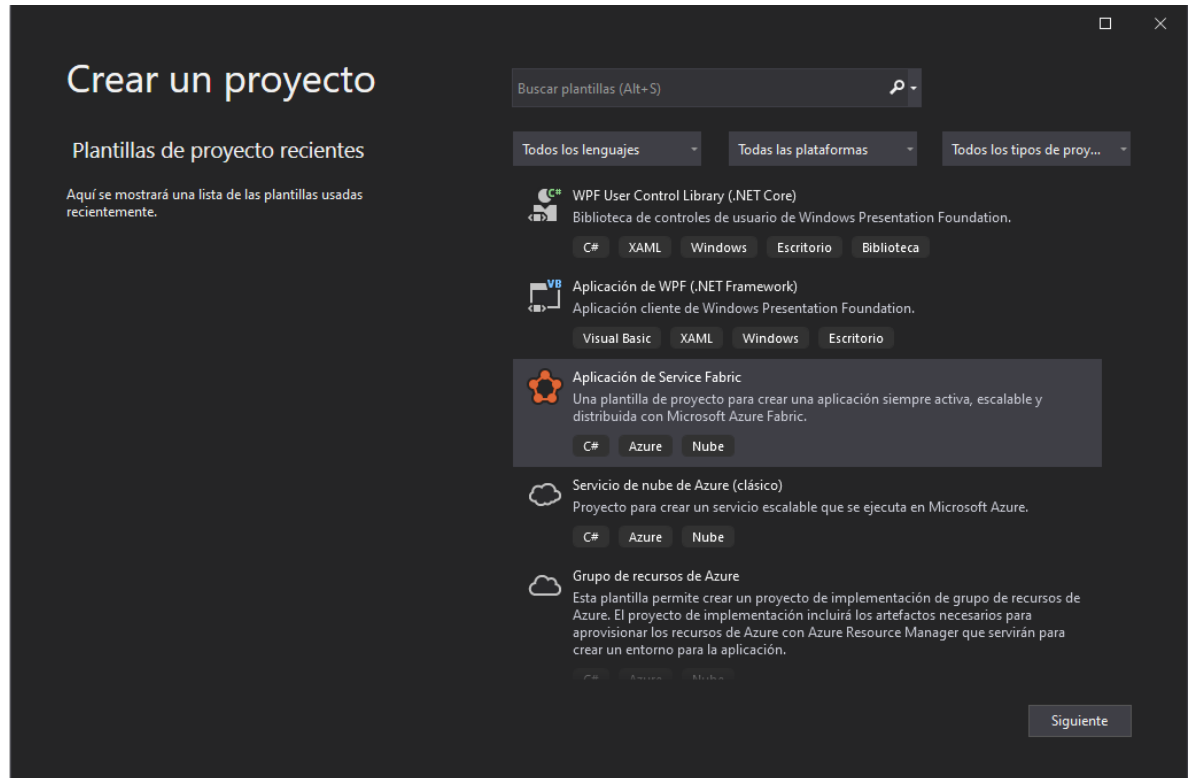 Crear un proyecto
Plantillas de proyecto recientes
Aquí se mostrará una lista de las plantillas usadas
recientemente.
Buscar plantillas (Alt+S)
Todos los lenguajes
Todas las plataformas
Todos los tipos de proy...
C#
WPF User Control Library (.NET Core)
Biblioteca de controles de usuario de Windows Presentation Foundation.
C# XAML Windows Escritorio Biblioteca
VB
Aplicación de WPF (.NET Framework)
Aplicación cliente de Windows Presentation Foundation.
Visual Basic XAML Windows Escritorio
Aplicación de Service Fabric
Una plantilla de proyecto para crear una aplicación siempre activa, escalable y
distribuida con Microsoft Azure Fabric.
C# Azure Nube
Servicio de nube de Azure (clásico)
Proyecto para crear un servicio escalable que se ejecuta en Microsoft Azure.
C# Azure Nube
Grupo de recursos de Azure
Esta plantilla permite crear un proyecto de implementación de grupo de recursos de
Azure. El proyecto de implementación incluirá los artefactos necesarios para
aprovisionar los recursos de Azure con Azure Resource Manager que servirán para
crear un entorno para la aplicación.
C# Azure Nube
Siguiente